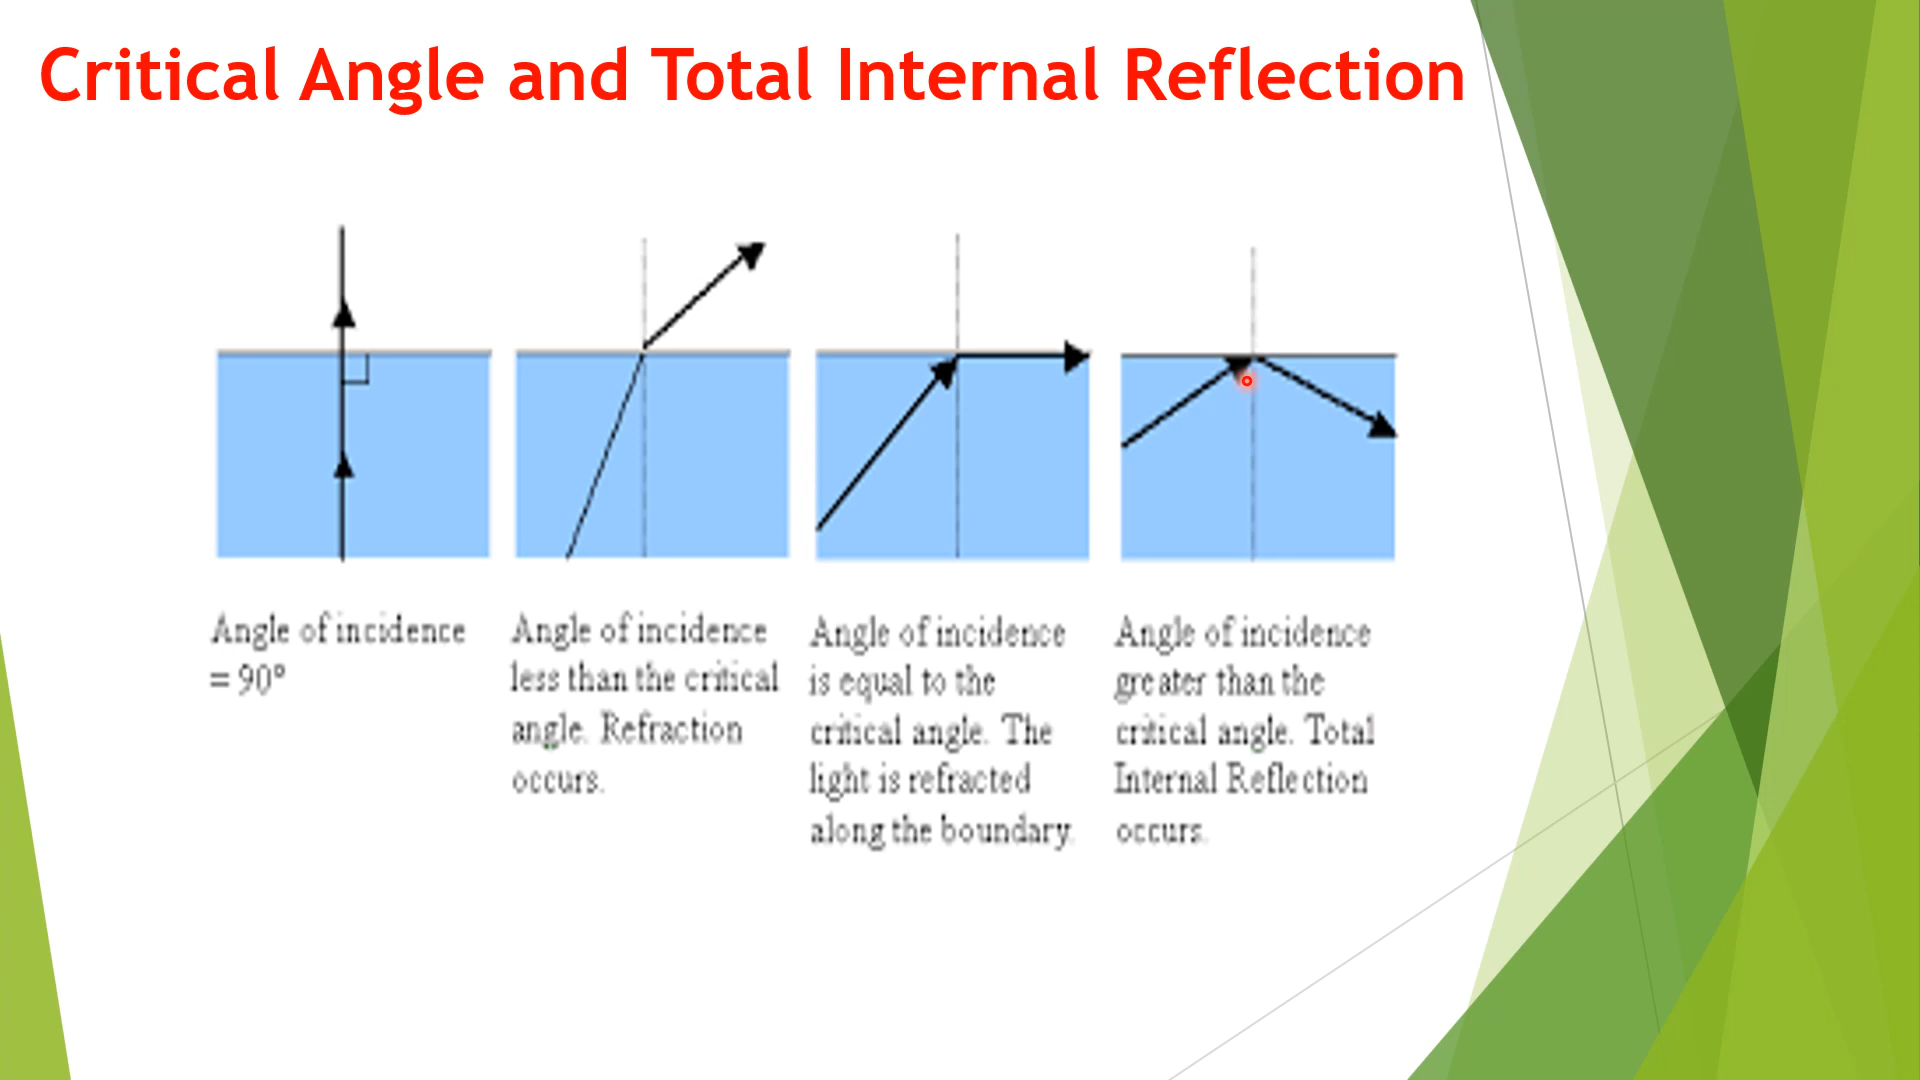 Critical Angle and Total Internal Reflection
Angle of incidence
= 90°
Angle of incidence
less than the critical
angle. Refraction
occurs.
Angle of incidence
is equal to the
critical angle. The
light is refracted
along the boundary.
Angle of incidence
greater than the
critical angle. Total
Internal Reflection
occurs.